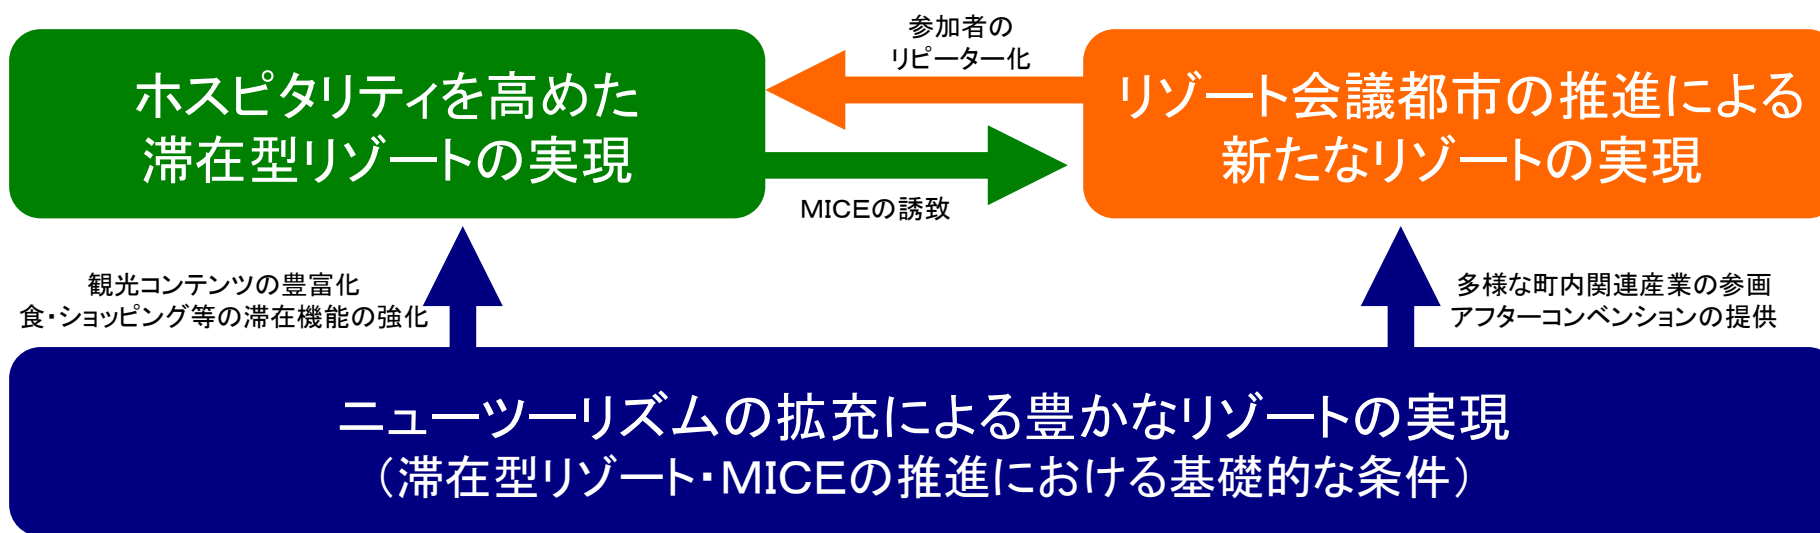 参加者の
リピーター化
ホスピタリティを高めた
滞在型リゾートの実現
リゾート会議都市の推進による
新たなリゾートの実現
MICEの誘致
観光コンテンツの豊富化
食・ショッピング等の滞在機能の強化
多様な町内関連産業の参画
アフターコンベンションの提供
ニューツーリズムの拡充による豊かなリゾートの実現
（滞在型リゾート・MICEの推進における基礎的な条件）